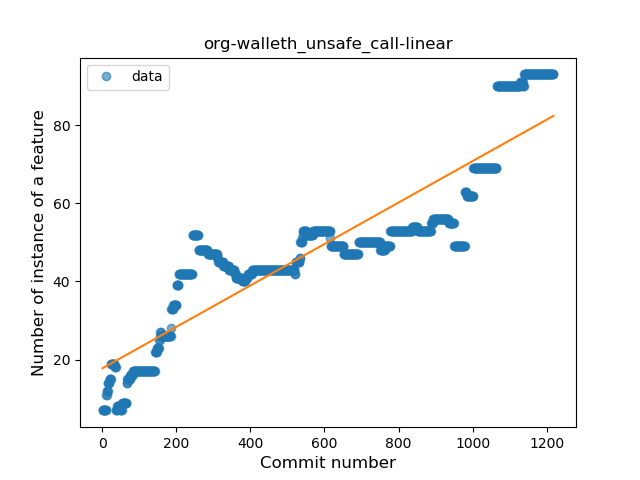 org-walleth_unsafe_call-linear
data
Number of instance of a feature
80
60
40
20
0 200 400 600 800 1000 1200
Commit number